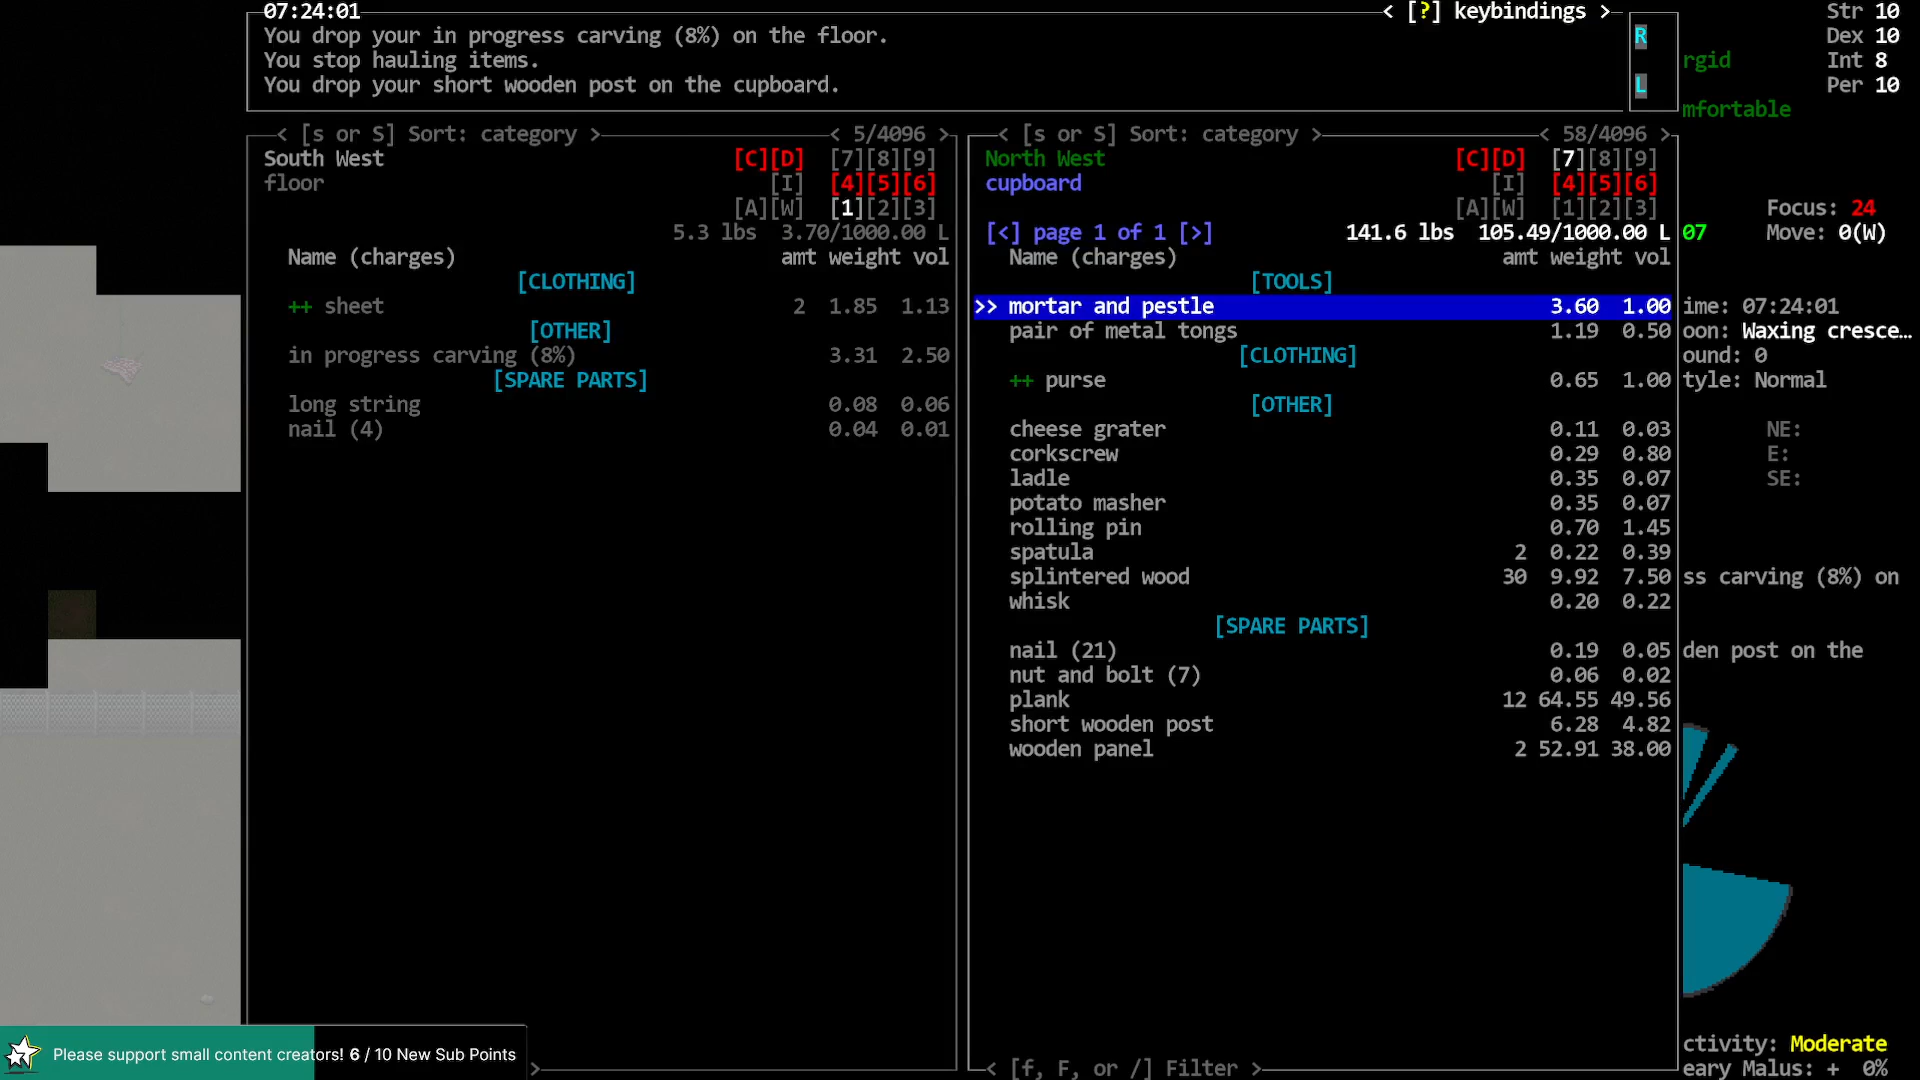 07:24:01
< [?] keybindings >
You drop your in progress carving (8%) on the floor.
You stop hauling items.
You drop your short wooden post on the cupboard.
R
L
Str 10
Dex 10
rgid Int 8
Per 10
mfortable
< [s or S] Sort: category > < 5/4096 >
South West [C][D] [7][8][9]
floor [I] [4][5][6]
[A][W] [1][2][3]
5.3 lbs 3.70/1000.00 L
Name (charges) amt weight vol
[CLOTHING]
++ sheet 2 1.85 1.13
[OTHER]
in progress carving (8%) 3.31 2.50
[SPARE PARTS]
long string 0.08 0.06
nail (4) 0.04 0.01
< [s or S] Sort: category > < 58/4096 >
North West [C][D] [7][8][9]
cupboard [I] [4][5][6]
[A][W] [1][2][3]
[<] page 1 of 1 [>] 141.6 lbs 105.49/1000.00 L
Name (charges) amt weight vol
[TOOLS]
>> mortar and pestle 3.60 1.00
pair of metal tongs 1.19 0.50
[CLOTHING]
++ purse 0.65 1.00
[OTHER]
cheese grater 0.11 0.03
corkscrew 0.29 0.80
ladle 0.35 0.07
potato masher 0.35 0.07
rolling pin 0.70 1.45
spatula 2 0.22 0.39
splintered wood 30 9.92 7.50
whisk 0.20 0.22
[SPARE PARTS]
nail (21) 0.19 0.05
nut and bolt (7) 0.06 0.02
plank 12 64.55 49.56
short wooden post 6.28 4.82
wooden panel 2 52.91 38.00
< [f, F, or /] Filter >
Focus: 24
07 Move: 0(W)
ime: 07:24:01
oon: Waxing cresce…
ound: 0
tyle: Normal
NE:
E:
SE:
ss carving (8%) on
den post on the
ctivity: Moderate
eary Malus: + 0%
Please support small content creators! 6 / 10 New Sub Points
>